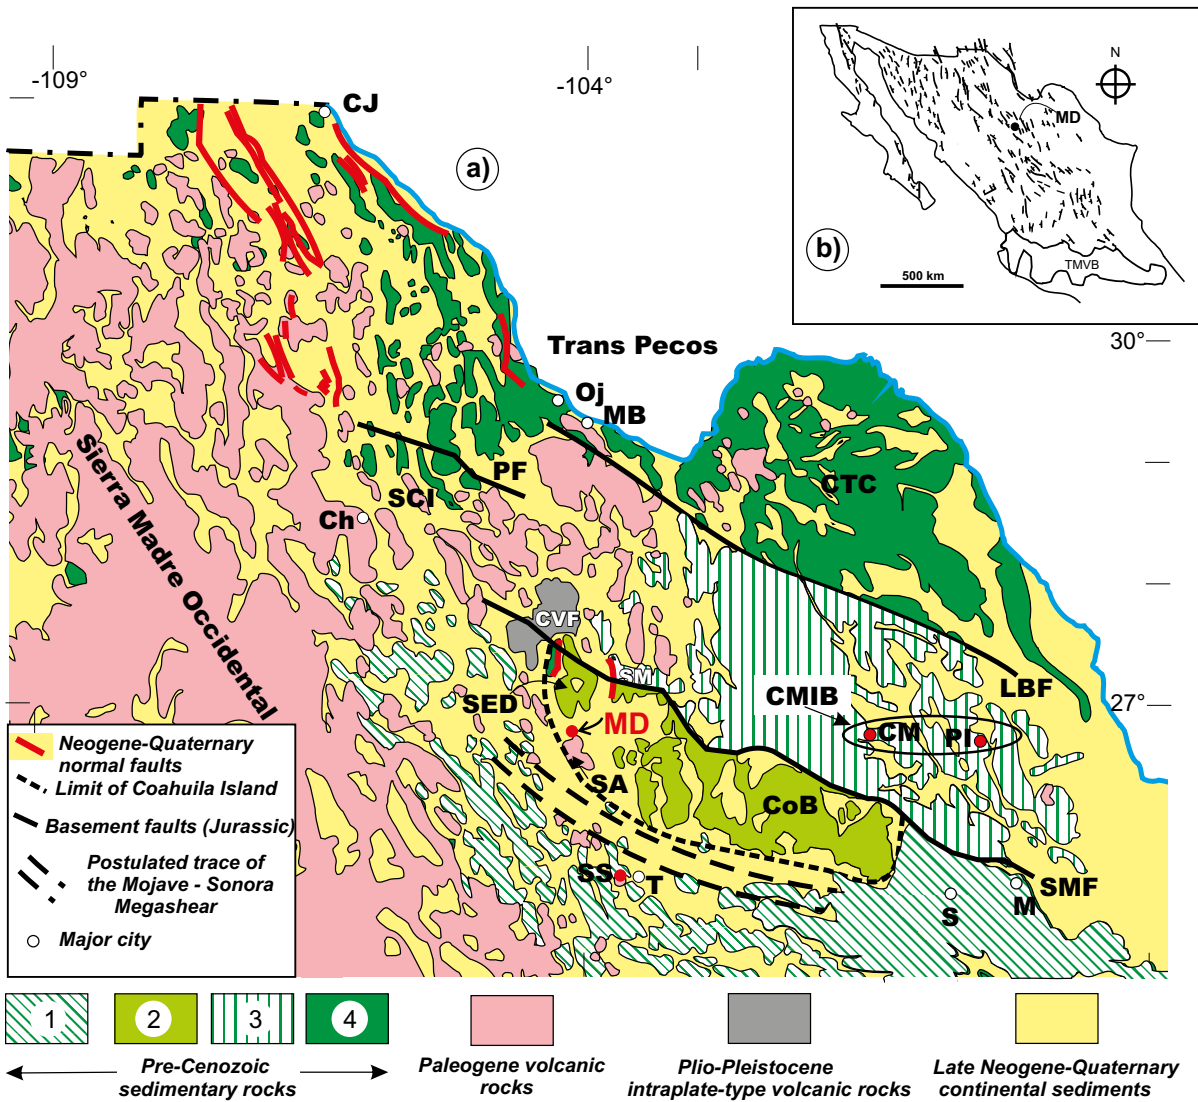 -109°
-104°
CJ
a)
N
MD
b)
500 km
TMVB
30°
Trans Pecos
Oj
MB
CTC
PF
SCI
Ch
Sierra Madre Occidental
CVF
SM
LBF
SED
CMIB
27°
MD
CM
PI
SA
CoB
SS
T
S
M
SMF
Neogene-Quaternary
normal faults
Limit of Coahuila Island
Basement faults (Jurassic)
Postulated trace of
the Mojave - Sonora
Megashear
Major city
1
2
3
4
Pre-Cenozoic
sedimentary rocks
Paleogene volcanic
rocks
Plio-Pleistocene
intraplate-type volcanic rocks
Late Neogene-Quaternary
continental sediments